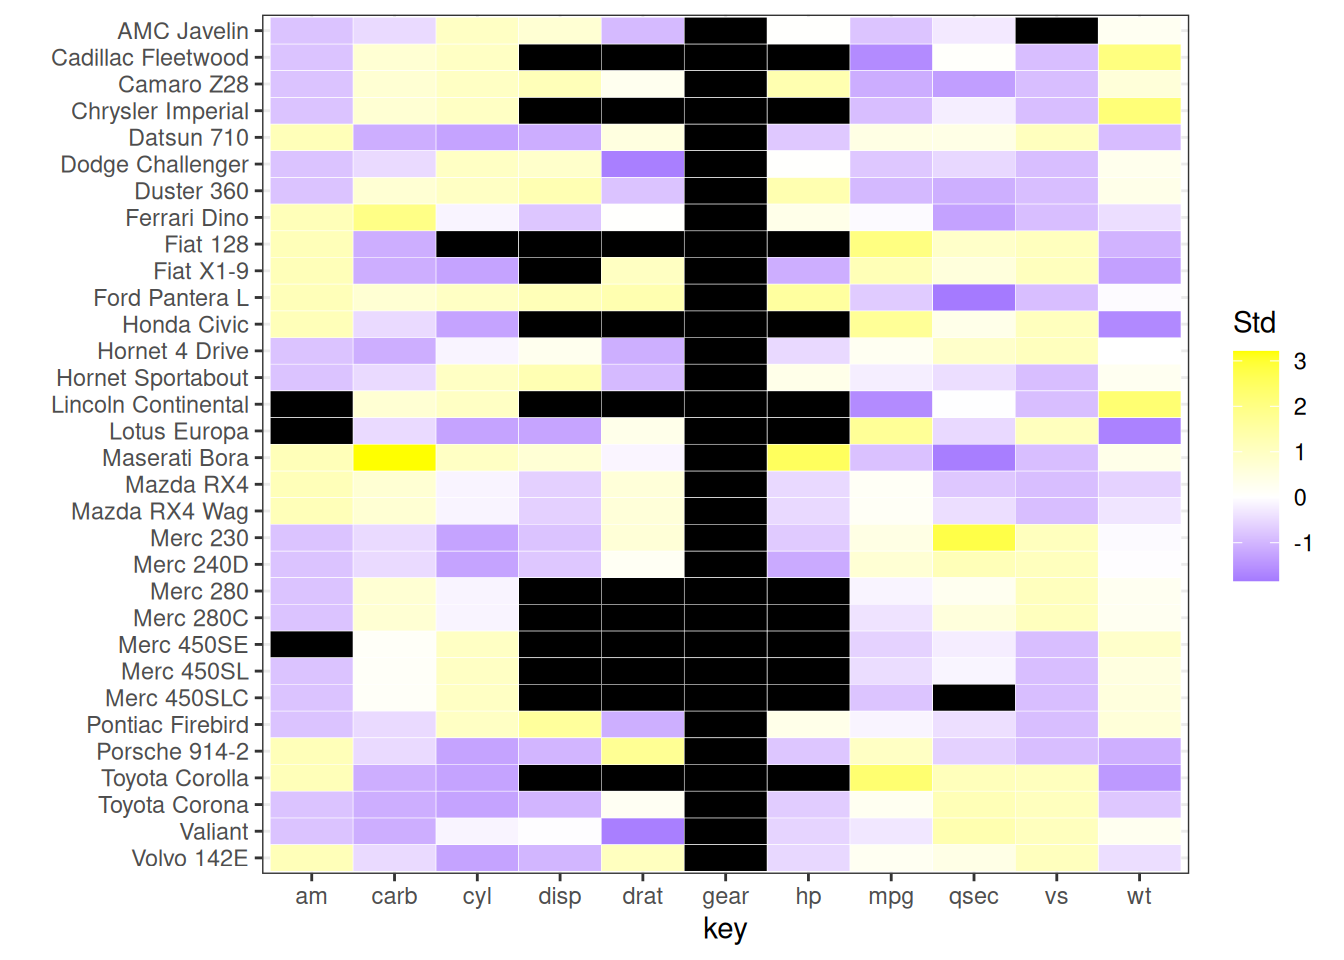 AMC Javelin
Cadillac Fleetwood
Camaro Z28
Chrysler Imperial
Datsun 710
Dodge Challenger
Duster 360
Ferrari Dino
Fiat 128
Fiat X1-9
Ford Pantera L
Honda Civic
Hornet 4 Drive
Hornet Sportabout
Lincoln Continental
Lotus Europa
Maserati Bora
Mazda RX4
Mazda RX4 Wag
Merc 230
Merc 240D
Merc 280
Merc 280C
Merc 450SE
Merc 450SL
Merc 450SLC
Pontiac Firebird
Porsche 914-2
Toyota Corolla
Toyota Corona
Valiant
Volvo 142E
am carb cyl disp drat gear hp mpg qsec vs wt
key
Std
3
2
1
0
-1